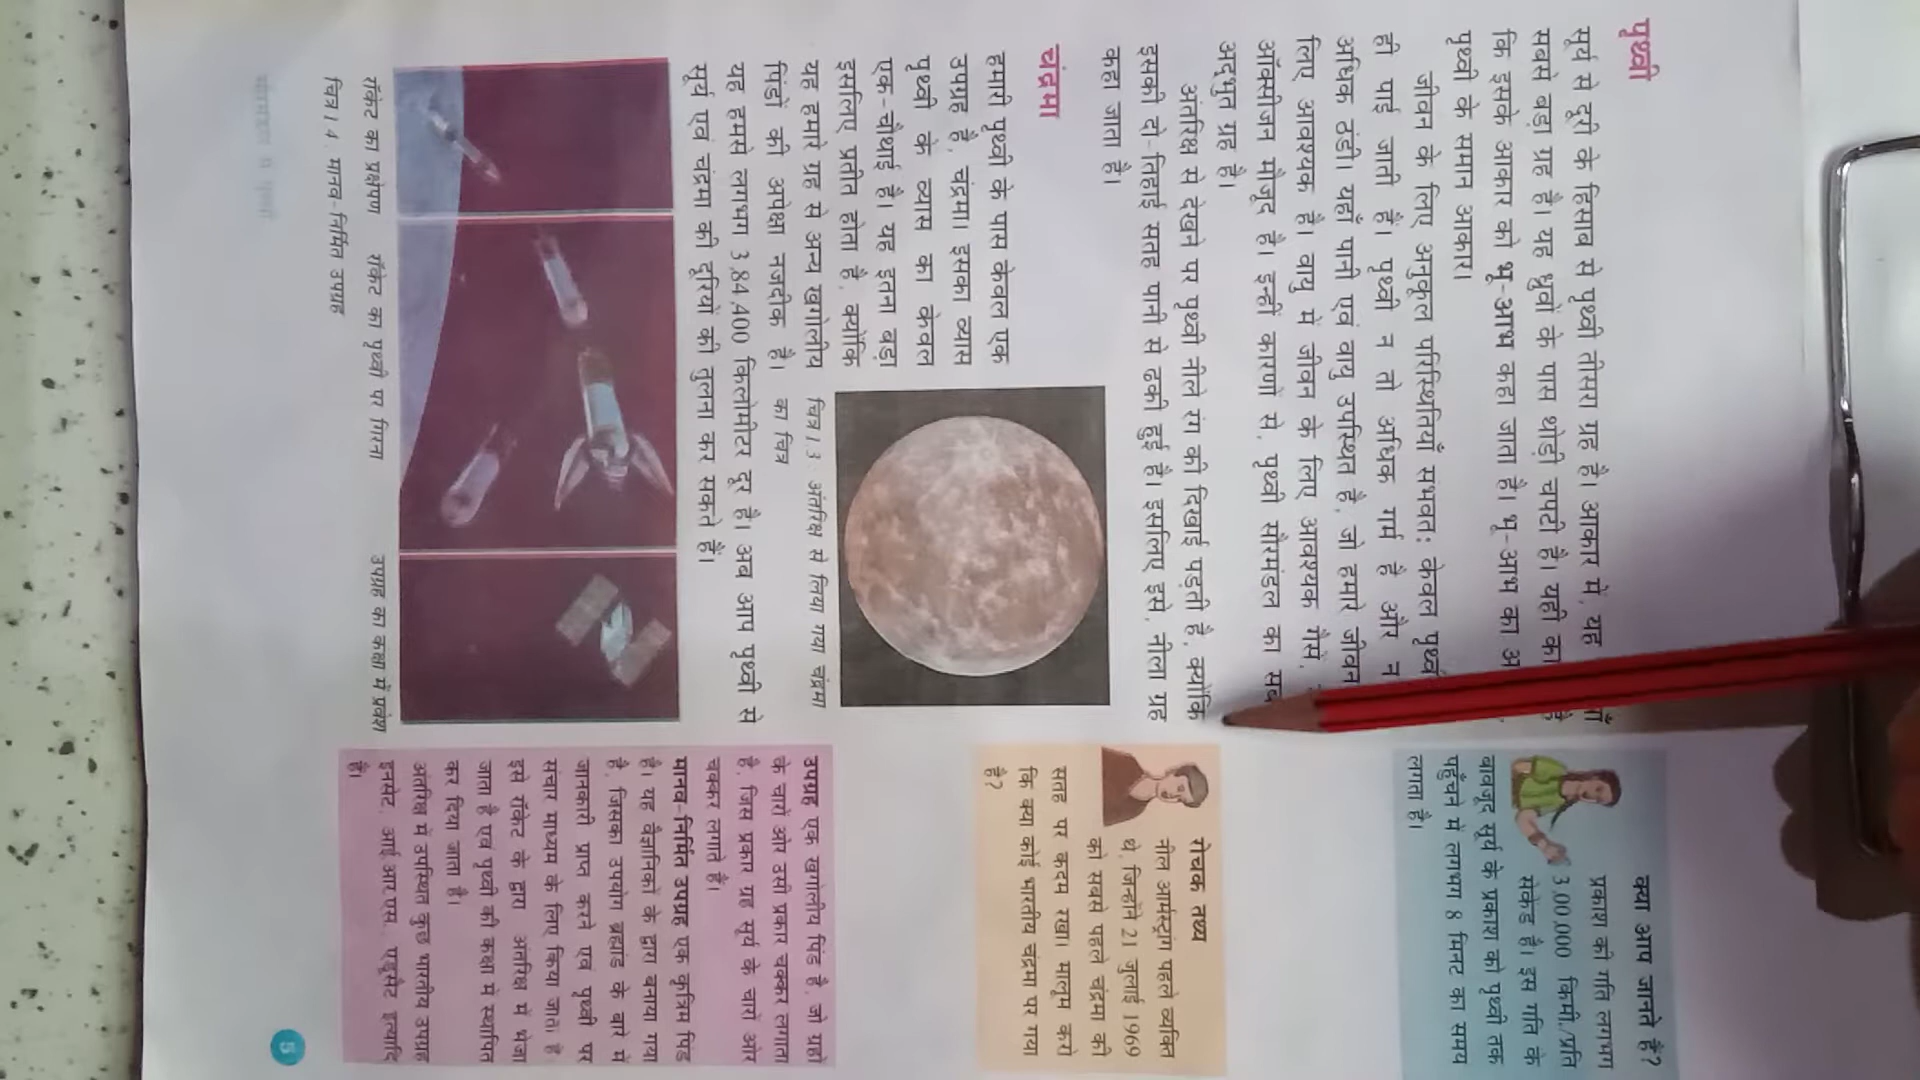 पृथ्वी
सूर्य से दूरी के हिसाब से पृथ्वी तीसरा ग्रह है। आकार में, यह
सबसे बड़ा ग्रह है। यह ध्रुवों के पास थोड़ी चपटी है। यही का
कि इसके आकार को भू-आभ कहा जाता है। भू-आभ का अ
पृथ्वी के समान आकार।
जीवन के लिए अनुकूल परिस्थितियाँ संभवतः केवल पृथ्वी
ही पाई जाती हैं। पृथ्वी न तो अधिक गर्म है और न
अधिक ठंडी। यहाँ पानी एवं वायु उपस्थित है, जो हमारे जीवन
लिए आवश्यक है। वायु में जीवन के लिए आवश्यक गैसें,
ऑक्सीजन मौजूद है। इन्हीं कारणों से, पृथ्वी सौरमंडल का सब
अद्भुत ग्रह है।
अंतरिक्ष से देखने पर पृथ्वी नीले रंग की दिखाई पड़ती है, क्योंकि
इसकी दो-तिहाई सतह पानी से ढकी हुई है। इसलिए इसे, नीला ग्रह
कहा जाता है।
चंद्रमा
हमारी पृथ्वी के पास केवल एक
उपग्रह है, चंद्रमा। इसका व्यास
पृथ्वी के व्यास का केवल
एक-चौथाई है। यह इतना बड़ा
इसलिए प्रतीत होता है, क्योंकि
यह हमारे ग्रह से अन्य खगोलीय
पिंडों की अपेक्षा नजदीक है।
यह हमसे लगभग 3,84,400 किलोमीटर दूर है। अब आप पृथ्वी से
सूर्य एवं चंद्रमा की दूरियों की तुलना कर सकते हैं।
चित्र 1.3 : अंतरिक्ष से लिया गया चंद्रमा
का चित्र
रॉकेट का प्रक्षेपण रॉकेट का पृथ्वी पर गिरना उपग्रह का कक्षा में प्रवेश
चित्र 1.4 : मानव-निर्मित उपग्रह
क्या आप जानते हैं?
प्रकाश की गति लगभग
3,00,000 किमी./प्रति
सेकेंड है। इस गति के
बावजूद सूर्य के प्रकाश को पृथ्वी तक
पहुँचने में लगभग 8 मिनट का समय
लगता है।
रोचक तथ्य
नील आर्मस्ट्रांग पहले व्यक्ति
थे, जिन्होंने 21 जुलाई 1969
को सबसे पहले चंद्रमा की
सतह पर कदम रखा। मालूम करो
कि क्या कोई भारतीय चंद्रमा पर गया
है?
उपग्रह एक खगोलीय पिंड है, जो ग्रहों
के चारों ओर उसी प्रकार चक्कर लगाता
है, जिस प्रकार ग्रह सूर्य के चारों ओर
चक्कर लगाते हैं।
मानव-निर्मित उपग्रह एक कृत्रिम पिंड
है। यह वैज्ञानिकों के द्वारा बनाया गया
है, जिसका उपयोग ब्रह्मांड के बारे में
जानकारी प्राप्त करने एवं पृथ्वी पर
संचार माध्यम के लिए किया जाता है।
इसे रॉकेट के द्वारा अंतरिक्ष में भेजा
जाता है एवं पृथ्वी की कक्षा में स्थापित
कर दिया जाता है।
अंतरिक्ष में उपस्थित कुछ भारतीय उपग्रह
इनसेट, आई.आर.एस., एडूसेट इत्यादि
हैं।
5